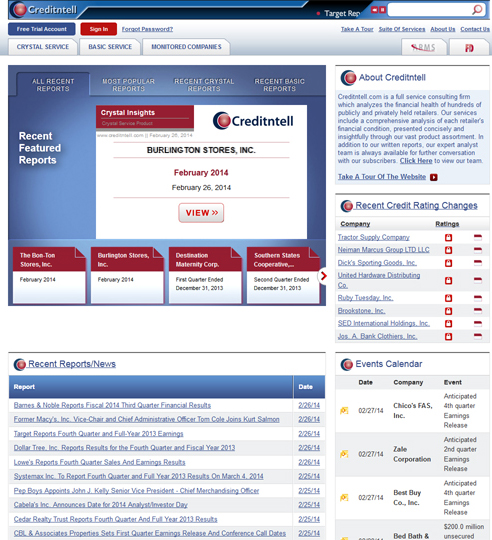 Creditntell
Target Rep
Free Trial Account
Sign In
Forgot Password?
Take A Tour
Suite Of Services
About Us
Contact Us
CRYSTAL SERVICE
BASIC SERVICE
MONITORED COMPANIES
ALL RECENT
REPORTS
MOST POPULAR
REPORTS
RECENT CRYSTAL
REPORTS
RECENT BASIC
REPORTS
Recent
Featured
Reports
Crystal Insights
Crystal Service Product
www.creditntell.com || February 26, 2014
Creditntell
BURLINGTON STORES, INC.
February 2014
February 26, 2014
VIEW »
The Bon-Ton
Stores, Inc.
February 2014
Burlington Stores,
Inc.
February 2014
Destination
Maternity Corp.
First Quarter Ended
December 31, 2013
Southern States
Cooperative,...
Second Quarter Ended
December 31, 2013
About Creditntell
Creditntell.com is a full service consulting firm
which analyzes the financial health of hundreds of
publicly and privately held retailers. Our services
include a comprehensive analysis of each retailer's
financial condition, presented concisely and
insightfully through our vast product assortment. In
addition to our written reports, our expert analyst
team is always available for further conversation
with our subscribers. Click Here to view our team.
Take A Tour Of The Website
Recent Credit Rating Changes
Company Ratings
Tractor Supply Company
Neiman Marcus Group LTD LLC
Dick's Sporting Goods, Inc.
United Hardware Distributing
Co.
Ruby Tuesday, Inc.
Brookstone, Inc.
SED International Holdings, Inc.
Jos. A. Bank Clothiers, Inc.
Recent Reports/News
Report Date
Barnes & Noble Reports Fiscal 2014 Third Quarter Financial Results 2/26/14
Former Macy's, Inc. Vice-Chair and Chief Administrative Officer Tom Cole Joins Kurt Salmon 2/26/14
Target Reports Fourth Quarter and Full-Year 2013 Earnings 2/26/14
Dollar Tree, Inc. Reports Results for the Fourth Quarter and Fiscal Year 2013 2/26/14
Lowe's Reports Fourth Quarter Sales And Earnings Results 2/26/14
Systemax Inc. To Report Fourth Quarter and Full Year 2013 Results On March 4, 2014 2/26/14
Pep Boys Appoints John J. Kelly Senior Vice President - Chief Merchandising Officer 2/26/14
Cabela's Inc. Announces Date for 2014 Analyst/Investor Day 2/26/14
Cedar Realty Trust Reports Fourth Quarter And Full Year 2013 Results 2/26/14
CBL & Associates Properties Sets First Quarter Earnings Release And Conference Call Dates 2/26/14
Events Calendar
Date Company Event
02/27/14
Chico's FAS,
Inc.
Anticipated
4th quarter
Earnings
Release
02/27/14
Zale
Corporation
Anticipated
2nd quarter
Earnings
Release
02/27/14
Best Buy
Co., Inc.
Anticipated
4th quarter
Earnings
Release
Bed Bath &
$200.0 million
unsecured